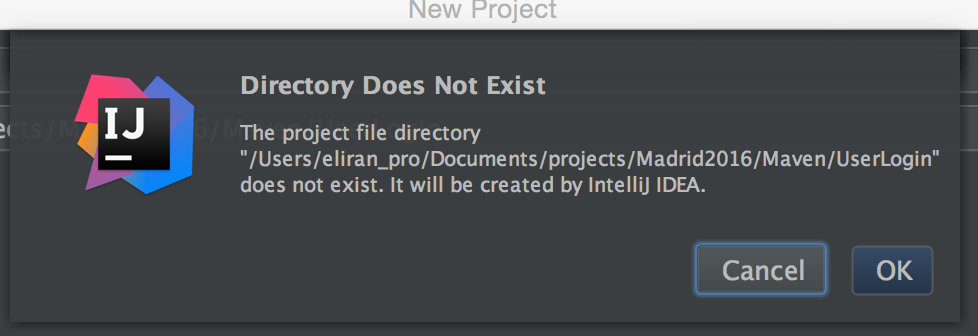 New Project
Directory Does Not Exist
IJ
The project file directory
"/Users/eliran_pro/Documents/projects/Madrid2016/Maven/UserLogin"
does not exist. It will be created by IntelliJ IDEA.
Cancel
OK